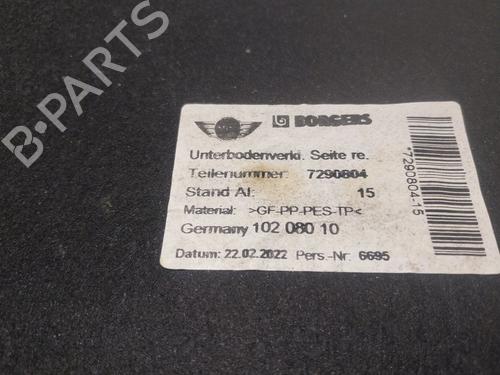 B-PARTS
BORGERS
Unterbodenverkl. Seite re.
Teilenummer: 7290804
Stand AI: 15
Material: >GF-PP-PES-TP<
Germany 102 080 10
Datum: 22.02.2022 Pers.-Nr: 6695
*7290804-15